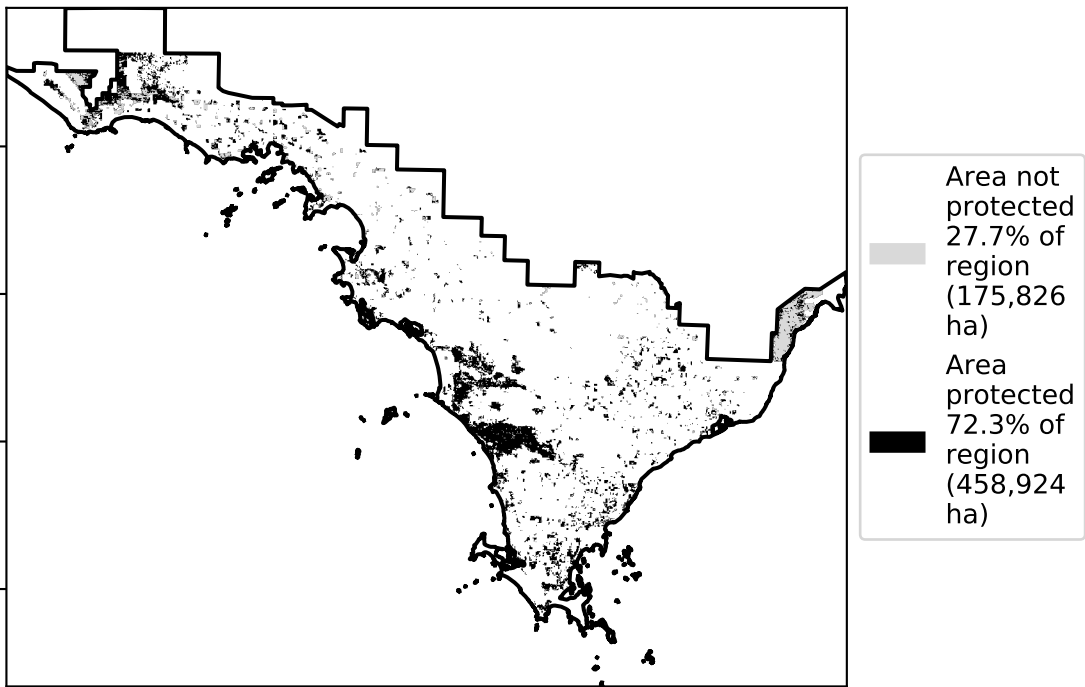 Area not
protected
27.7% of
region
(175,826
ha)
Area
protected
72.3% of
region
(458,924
ha)